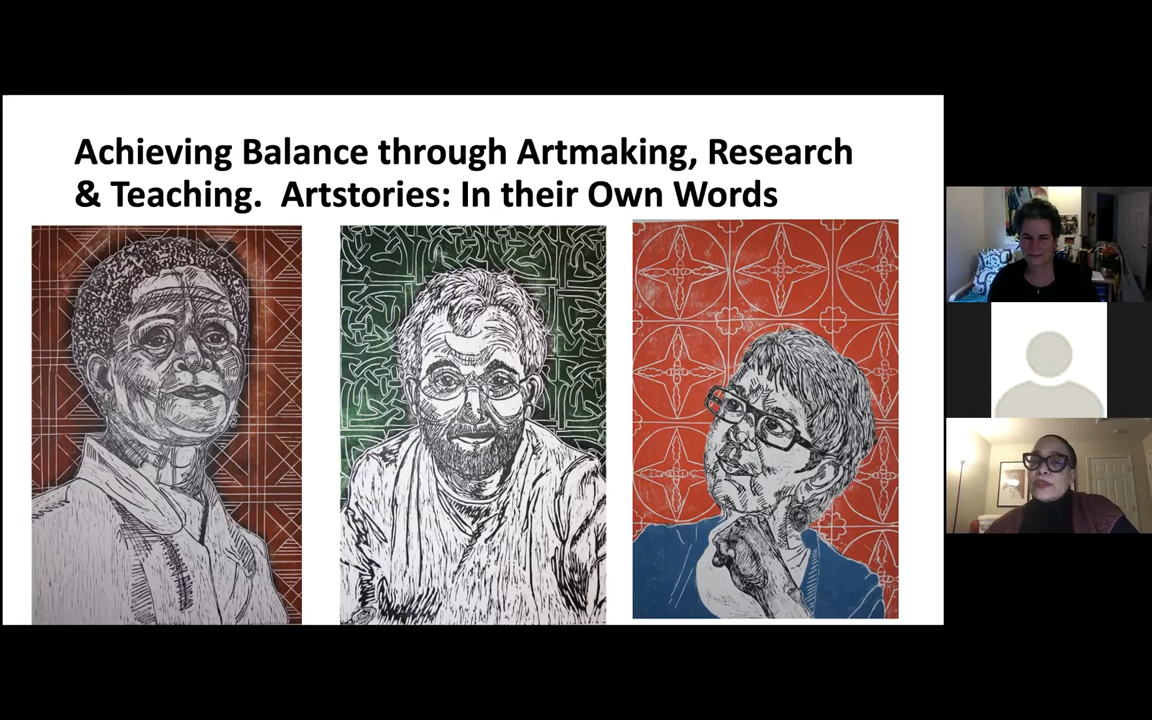 Achieving Balance through Artmaking, Research
& Teaching.  Artstories: In their Own Words